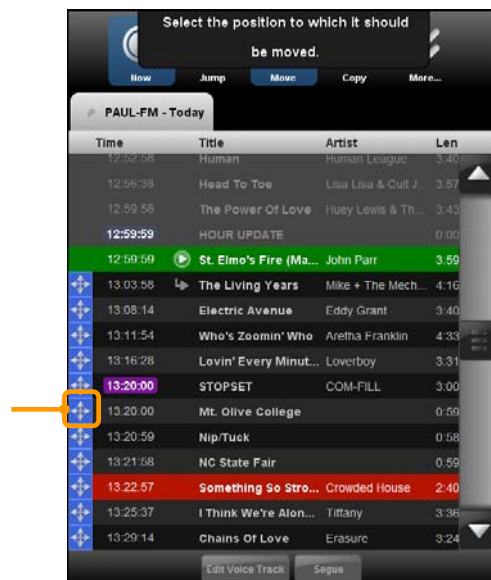 Select the position to which it should
be moved.
Now Jump Move Copy More...
PAUL-FM - Today
Time Title Artist Len
12:52:58 Human Human League 3:40
12:56:38 Head To Toe Lisa Lisa & Cult J... 3:57
12:59:58 The Power Of Love Huey Lewis & Th... 3:43
12:59:59 HOUR UPDATE 0:00
12:59:59 St. Elmo's Fire (Ma... John Parr 3:59
13:03:58 The Living Years Mike + The Mech... 4:16
13:08:14 Electric Avenue Eddy Grant 3:40
13:11:54 Who's Zoomin' Who Aretha Franklin 4:33
13:16:28 Lovin' Every Minut... Loverboy 3:31
13:20:00 STOPSET COM-FILL 3:00
13:20:00 Mt. Olive College 0:59
13:20:59 Nip/Tuck 0:58
13:21:58 NC State Fair 0:59
13:22:57 Something So Stro... Crowded House 2:40
13:25:37 I Think We're Alon... Tiffany 3:36
13:29:14 Chains Of Love Erasure 3:24
Edit Voice Track Segue